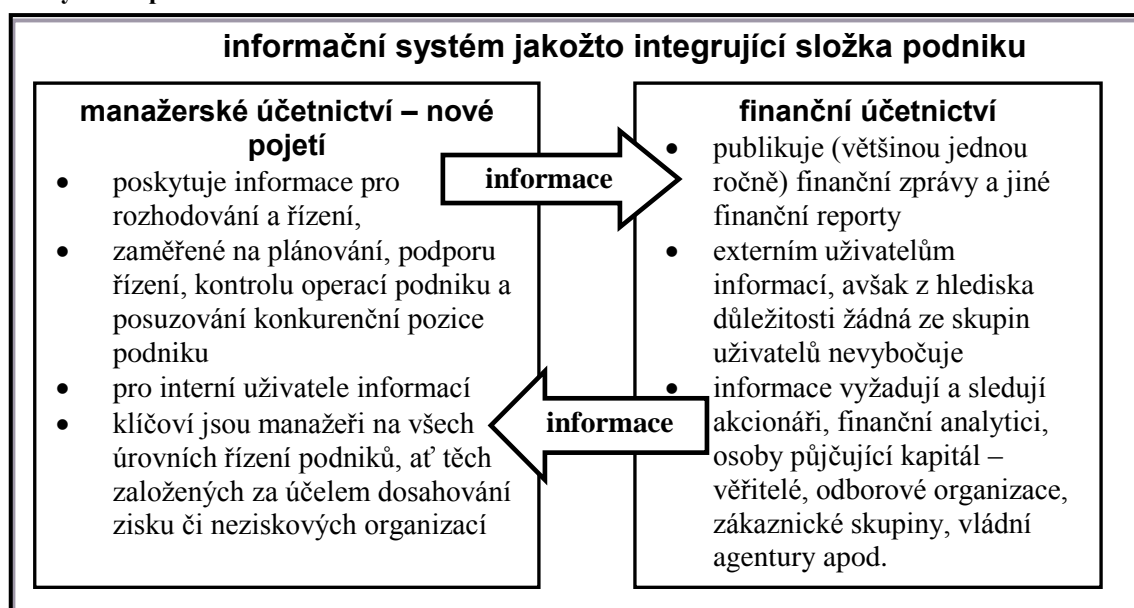 informační systém jakožto integrující složka podniku
manažerské účetnictví – nové
pojetí
• poskytuje informace pro
rozhodování a řízení,
• zaměřené na plánování, podporu
řízení, kontrolu operací podniku a
posuzování konkurenční pozice
podniku
• pro interní uživatele informací
• klíčoví jsou manažeři na všech
úrovních řízení podniků, ať těch
založených za účelem dosahování
zisku či neziskových organizací
informace
informace
finanční účetnictví
• publikuje (většinou jednou
ročně) finanční zprávy a jiné
finanční reporty
• externím uživatelům
informací, avšak z hlediska
důležitosti žádná ze skupin
uživatelů nevybočuje
• informace vyžadují a sledují
akcionáři, finanční analytici,
osoby půjčující kapitál –
věřitelé, odborové organizace,
zákaznické skupiny, vládní
agentury apod.